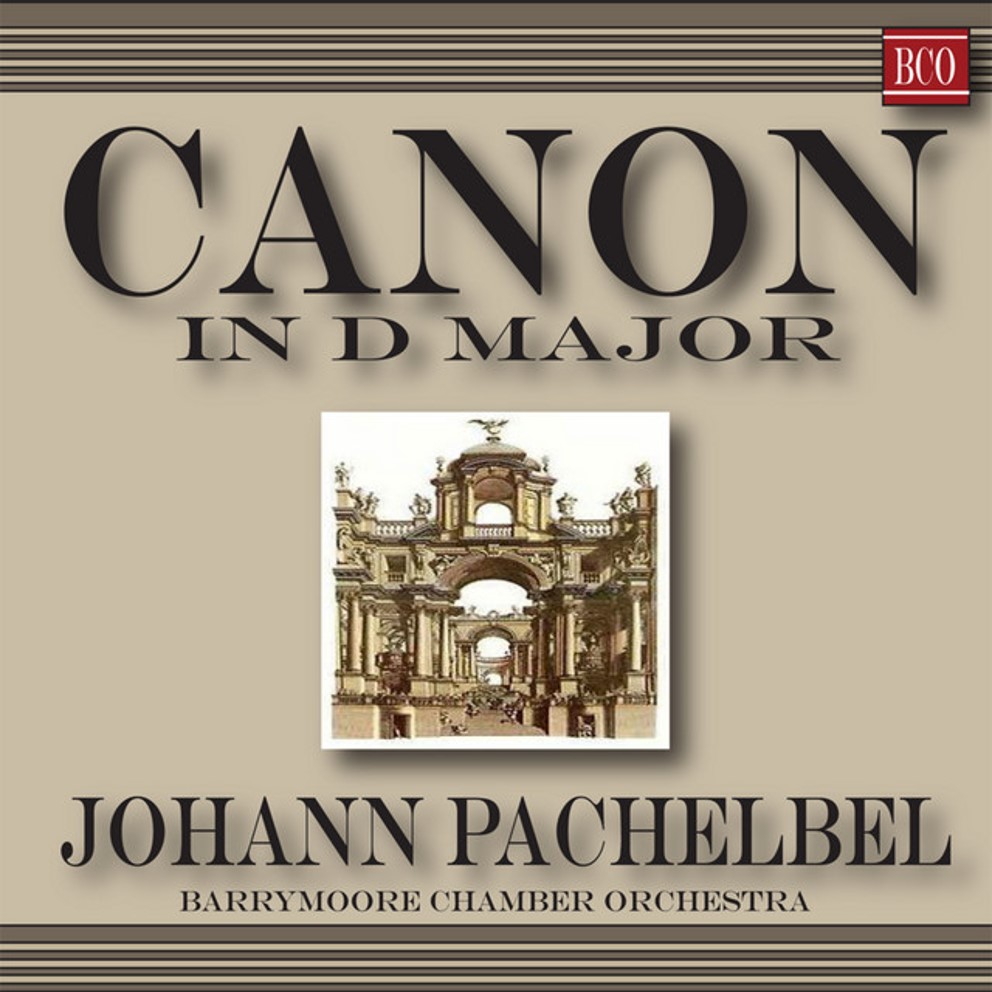 BCO
CANON
IN D MAJOR
JOHANN PACHELBEL
BARRYMOORE CHAMBER ORCHESTRA